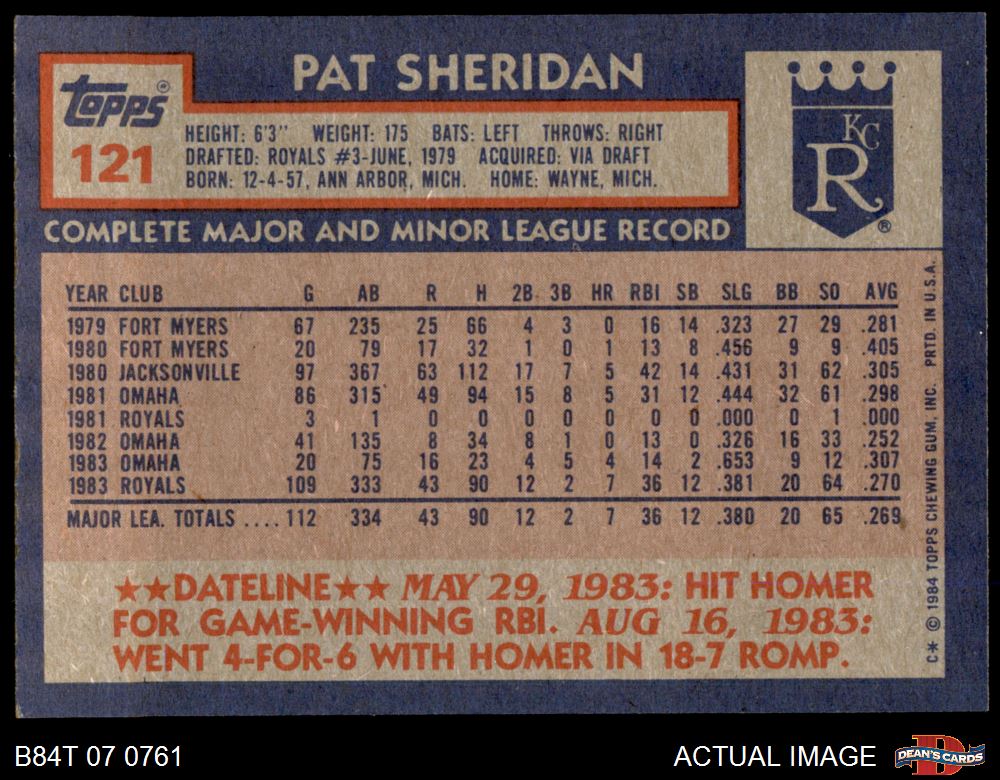 PAT SHERIDAN
topps®
121
HEIGHT: 6'3" WEIGHT: 175 BATS: LEFT THROWS: RIGHT
DRAFTED: ROYALS #3-JUNE, 1979 ACQUIRED: VIA DRAFT
BORN: 12-4-57, ANN ARBOR, MICH. HOME: WAYNE, MICH.
KC
R
®
COMPLETE MAJOR AND MINOR LEAGUE RECORD
YEAR CLUB G AB R H 2B 3B HR RBI SB SLG BB SO AVG
1979 FORT MYERS 67 235 25 66 4 3 0 16 14 .323 27 29 .281
1980 FORT MYERS 20 79 17 32 1 0 1 13 8 .456 9 9 .405
1980 JACKSONVILLE 97 367 63 112 17 7 5 42 14 .431 31 62 .305
1981 OMAHA 86 315 49 94 15 8 5 31 12 .444 32 61 .298
1981 ROYALS 3 1 0 0 0 0 0 0 0 .000 0 1 .000
1982 OMAHA 41 135 8 34 8 1 0 13 0 .326 16 33 .252
1983 OMAHA 20 75 16 23 4 5 4 14 2 .653 9 12 .307
1983 ROYALS 109 333 43 90 12 2 7 36 12 .381 20 64 .270
MAJOR LEA. TOTALS .... 112 334 43 90 12 2 7 36 12 .380 20 65 .269
★★DATELINE★★ MAY 29, 1983: HIT HOMER
FOR GAME-WINNING RBI. AUG 16, 1983:
WENT 4-FOR-6 WITH HOMER IN 18-7 ROMP.
C* © 1984 TOPPS CHEWING GUM, INC. PRTD. IN U.S.A.
B84T 07 0761
ACTUAL IMAGE
D
DEAN'S CARDS